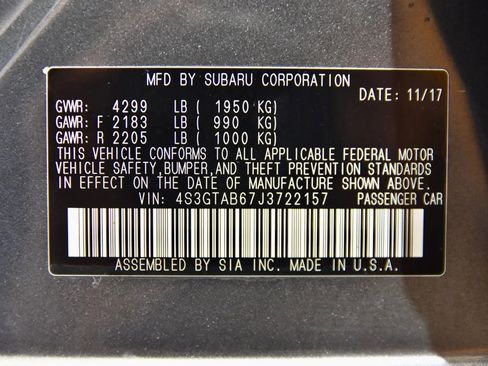 MFD BY SUBARU CORPORATION
DATE: 11/17
GVWR: 4299 LB ( 1950 KG)
GAWR: F 2183 LB ( 990 KG)
GAWR: R 2205 LB ( 1000 KG)
THIS VEHICLE CONFORMS TO ALL APPLICABLE FEDERAL MOTOR
VEHICLE SAFETY, BUMPER, AND THEFT PREVENTION STANDARDS
IN EFFECT ON THE DATE OF MANUFACTURE SHOWN ABOVE.
VIN: 4S3GTAB67J3722157 PASSENGER CAR
ASSEMBLED BY SIA INC. MADE IN U.S.A.